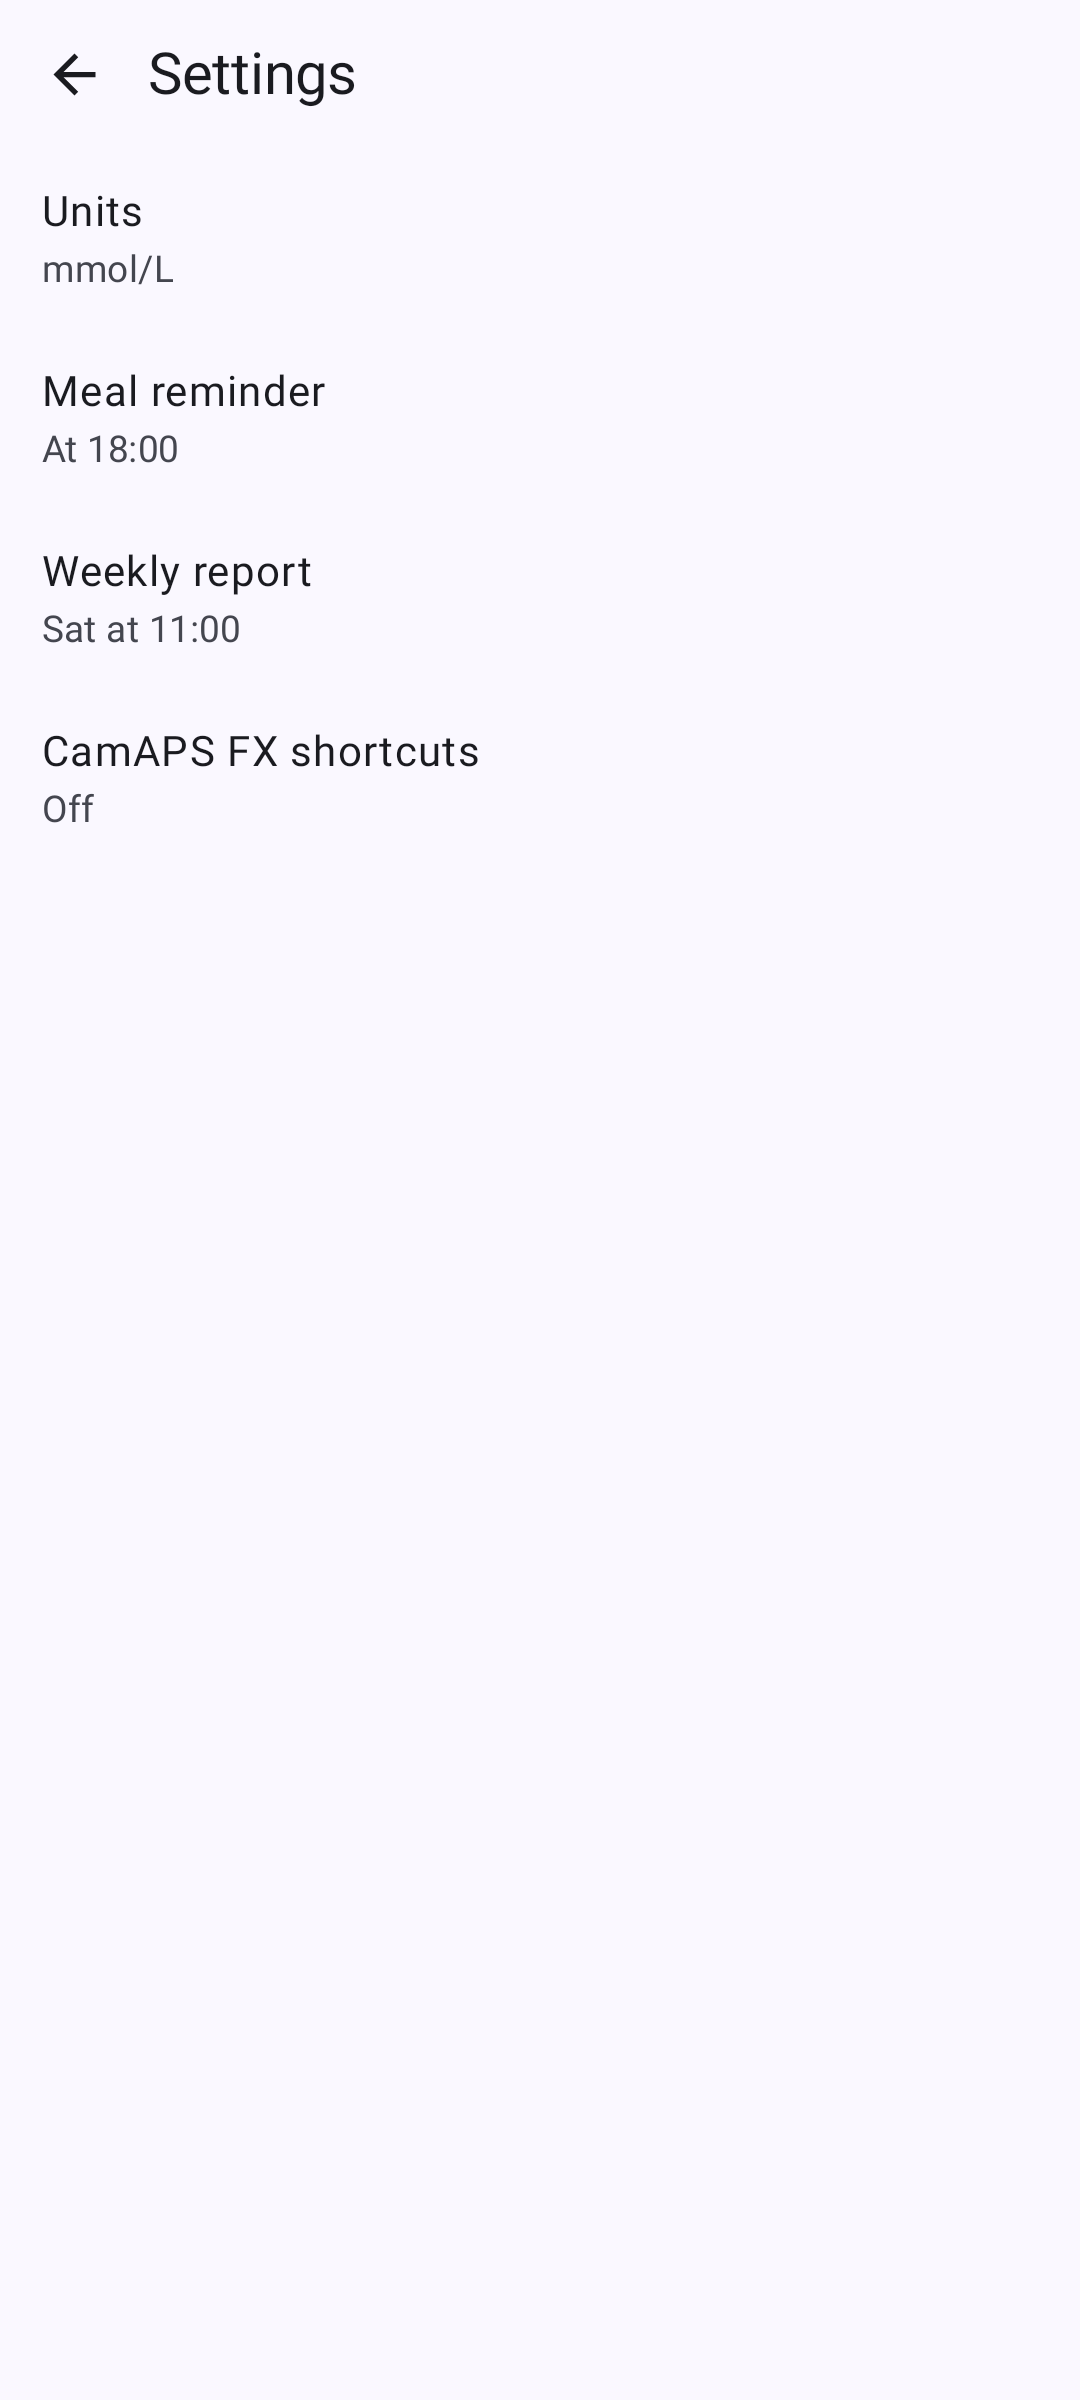 Settings
Units
mmol/L
Meal reminder
At 18:00
Weekly report
Sat at 11:00
CamAPS FX shortcuts
Off